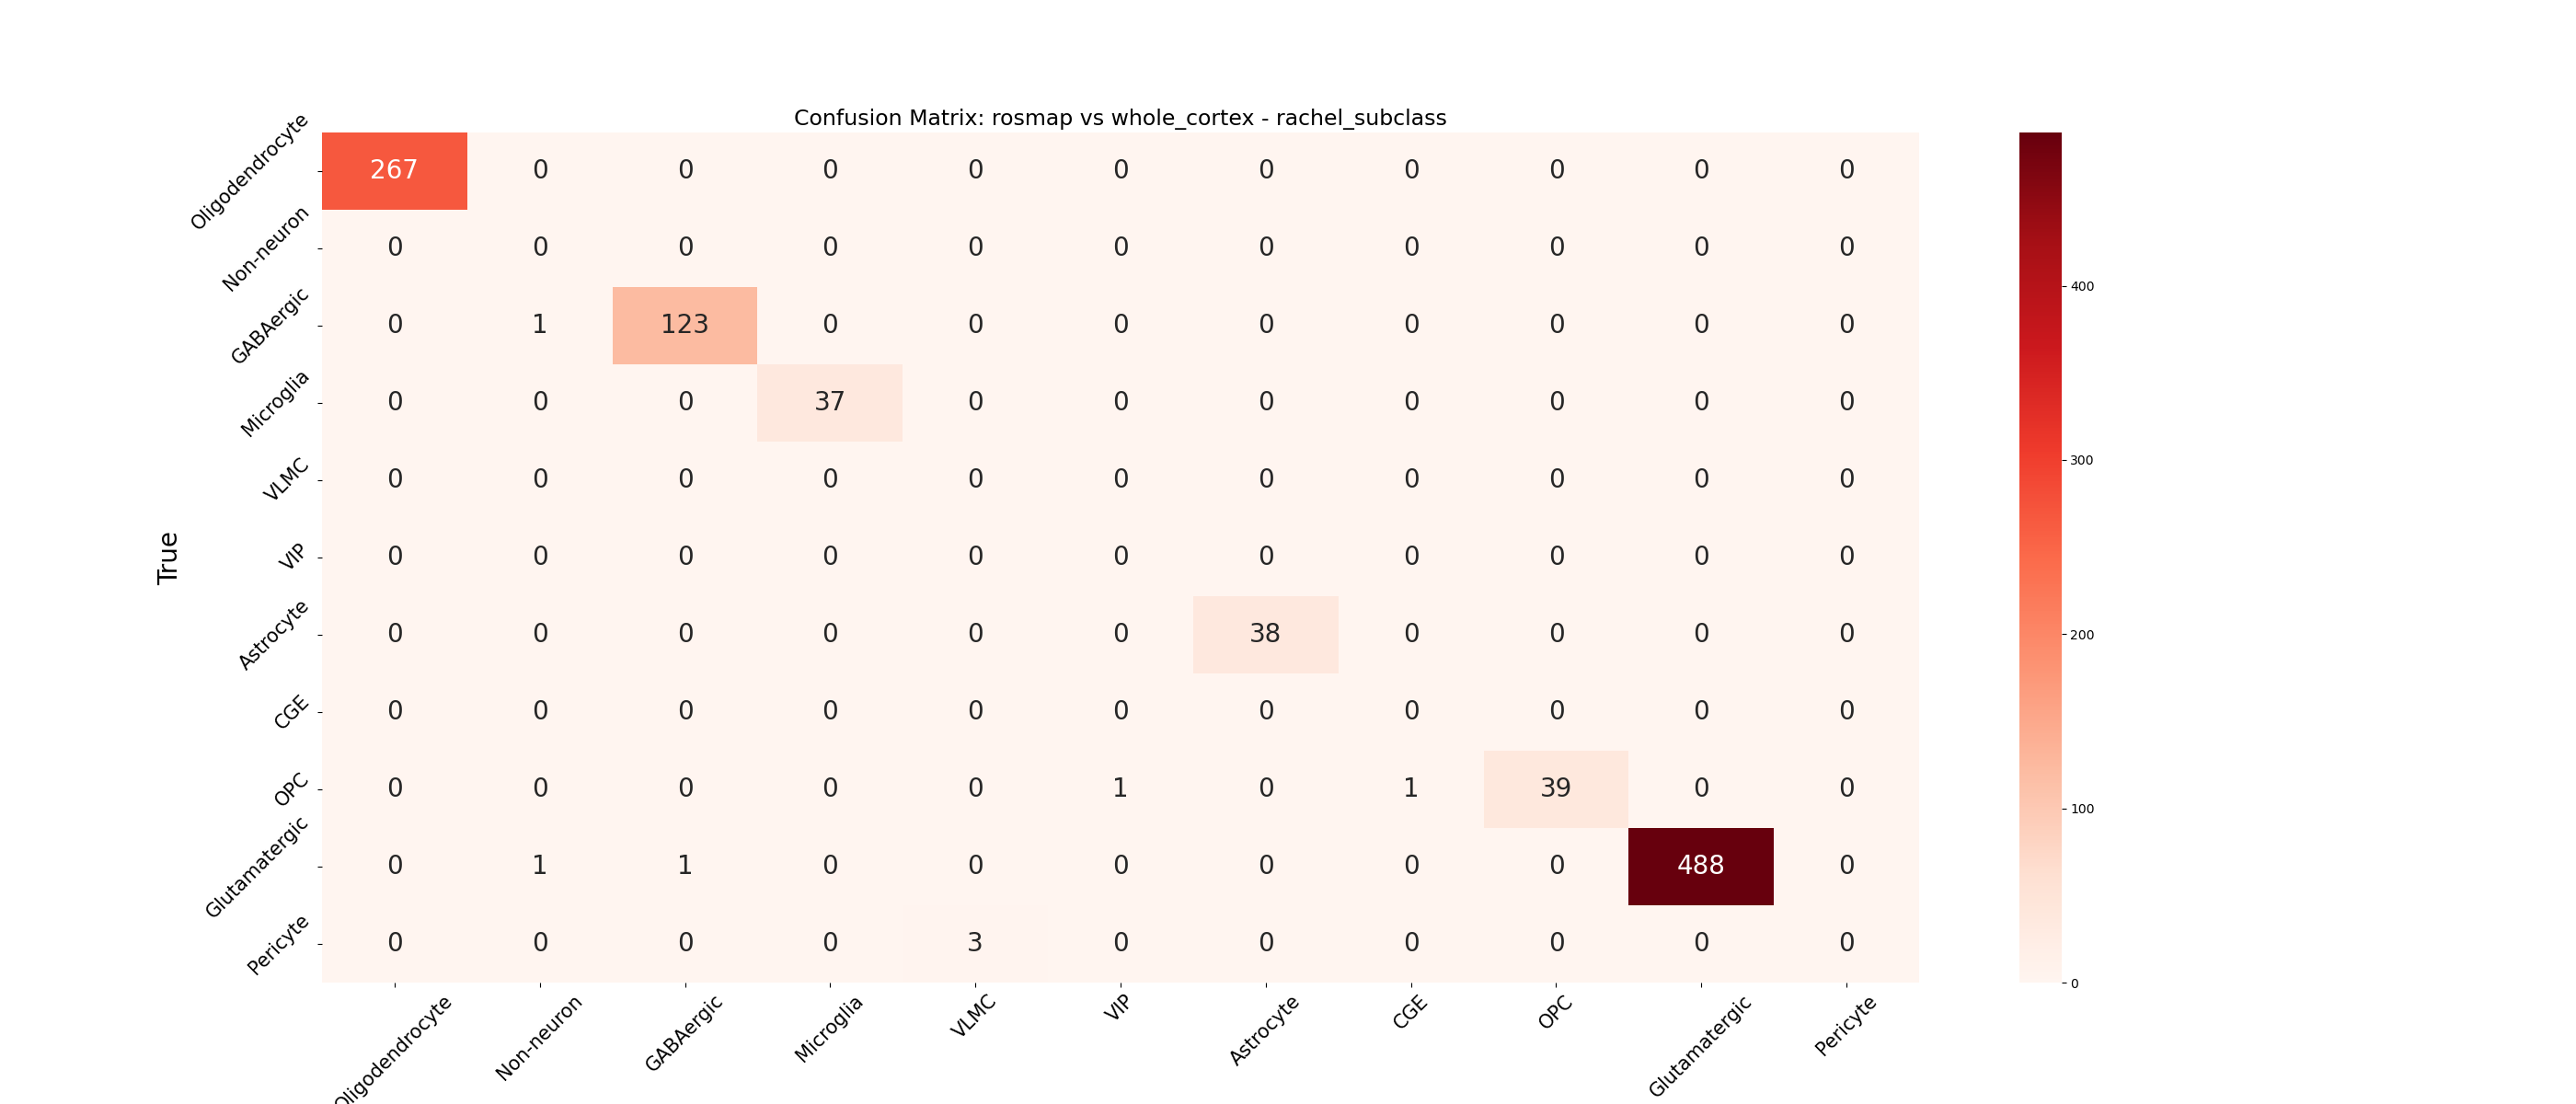 Confusion Matrix: rosmap vs whole_cortex - rachel_subclass
True
Oligodendrocyte 267 0 0 0 0 0 0 0 0 0 0
Non-neuron 0 0 0 0 0 0 0 0 0 0 0
GABAergic 0 1 123 0 0 0 0 0 0 0 0
Microglia 0 0 0 37 0 0 0 0 0 0 0
VLMC 0 0 0 0 0 0 0 0 0 0 0
VIP 0 0 0 0 0 0 0 0 0 0 0
Astrocyte 0 0 0 0 0 0 38 0 0 0 0
CGE 0 0 0 0 0 0 0 0 0 0 0
OPC 0 0 0 0 0 1 0 1 39 0 0
Glutamatergic 0 1 1 0 0 0 0 0 0 488 0
Pericyte 0 0 0 0 3 0 0 0 0 0 0
Oligodendrocyte Non-neuron GABAergic Microglia VLMC VIP Astrocyte CGE OPC Glutamatergic Pericyte
400
300
200
100
0